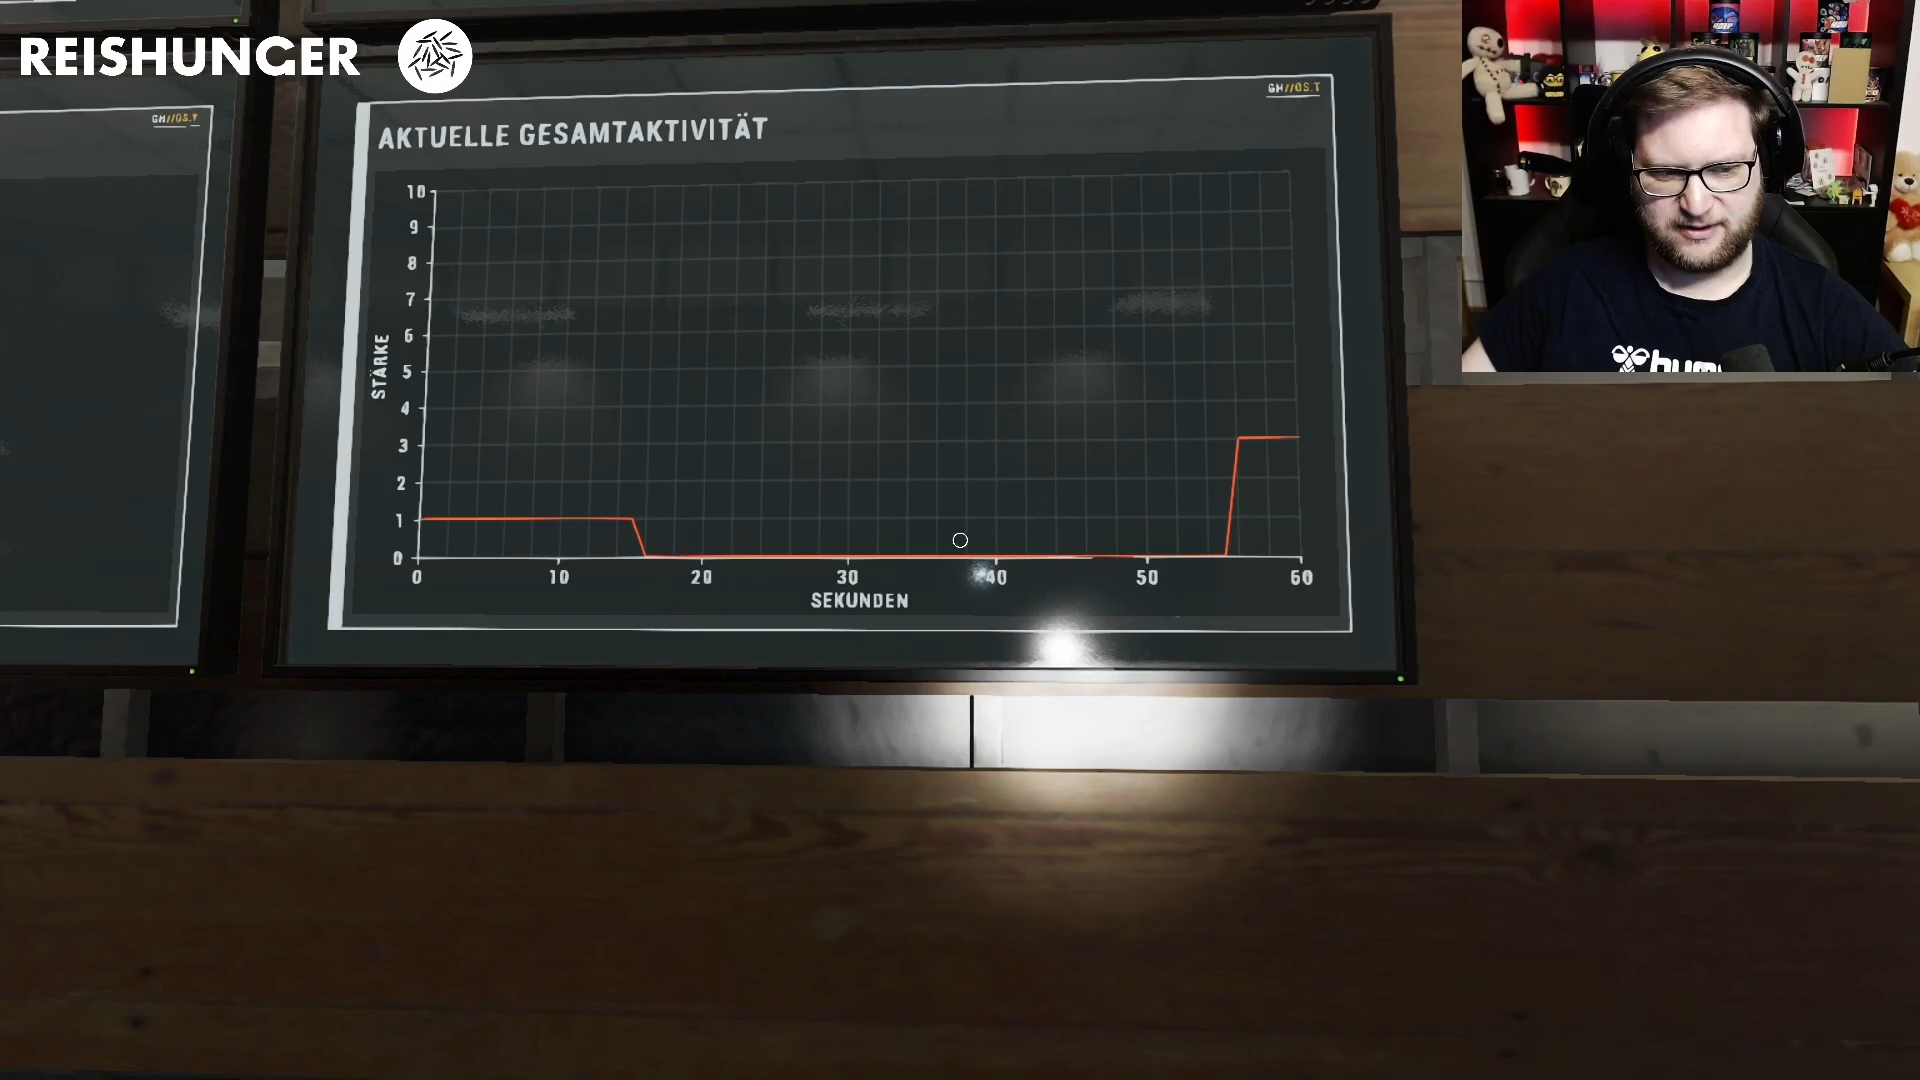 REISHUNGER
GH//OS.T
GH//OS.T
AKTUELLE GESAMTAKTIVITÄT
10
9
8
7
6
5
4
3
2
1
0
STÄRKE
0 10 20 30 40 50 60
SEKUNDEN